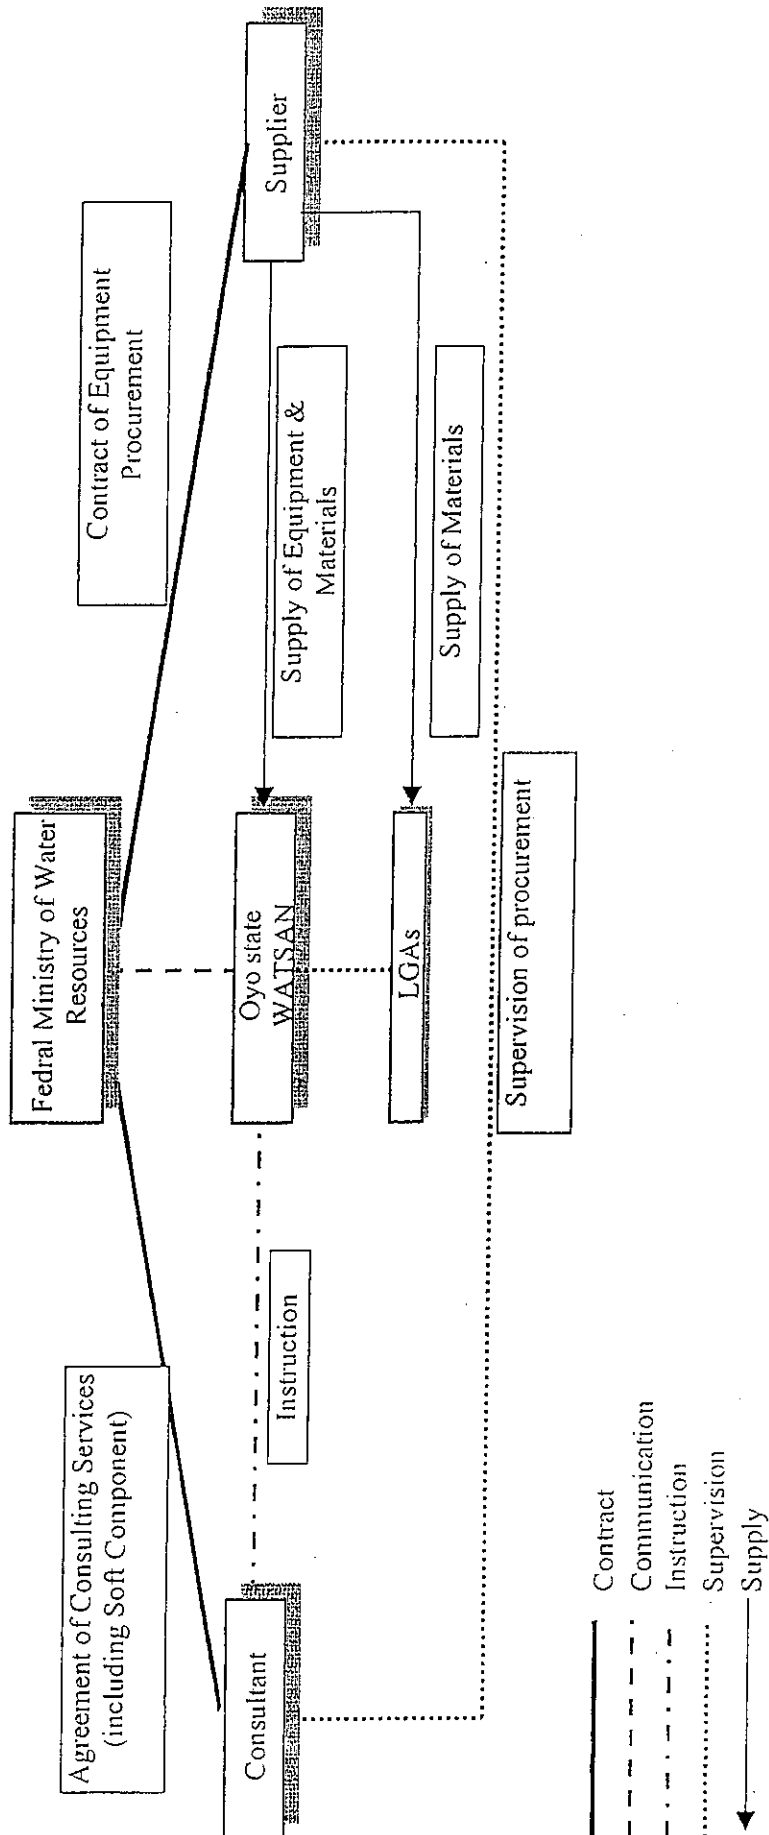 Fedral Ministry of Water
Resources
Agreement of Consulting Services
(including Soft Component)
Contract of Equipment
Procurement
Consultant
Instruction
Oyo state
WATSAN
Supply of Equipment &
Materials
Supplier
LGAs
Supply of Materials
Supervision of procurement
Contract
Communication
Instruction
Supervision
Supply